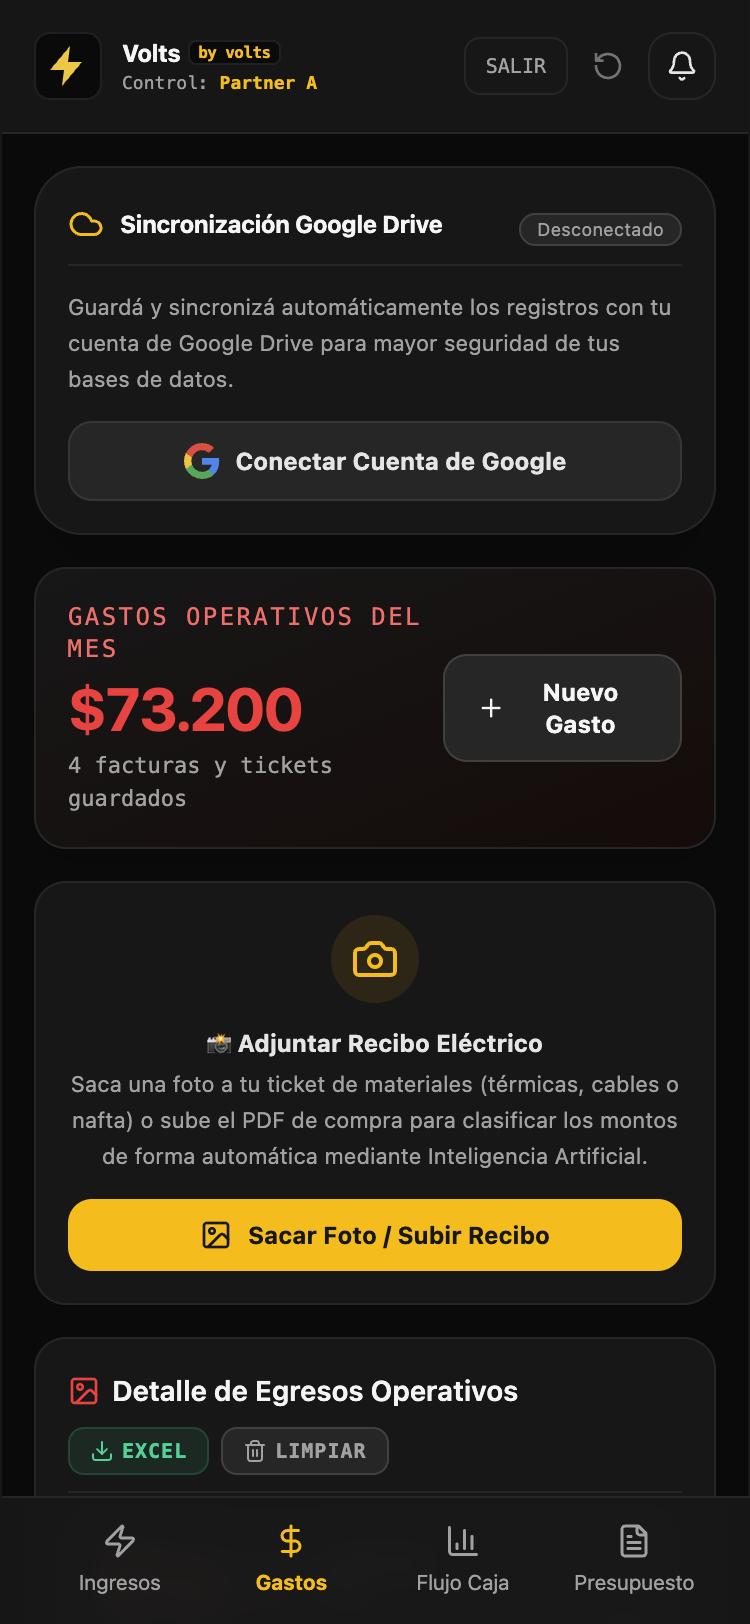 Volts by volts
Control: Partner A
SALIR
Sincronización Google Drive
Desconectado
Guardá y sincronizá automáticamente los registros con tu
cuenta de Google Drive para mayor seguridad de tus
bases de datos.
Conectar Cuenta de Google
GASTOS OPERATIVOS DEL
MES
$73.200
4 facturas y tickets
guardados
Nuevo
Gasto
Adjuntar Recibo Eléctrico
Saca una foto a tu ticket de materiales (térmicas, cables o
nafta) o sube el PDF de compra para clasificar los montos
de forma automática mediante Inteligencia Artificial.
Sacar Foto / Subir Recibo
Detalle de Egresos Operativos
EXCEL
LIMPIAR
Ingresos
Gastos
Flujo Caja
Presupuesto